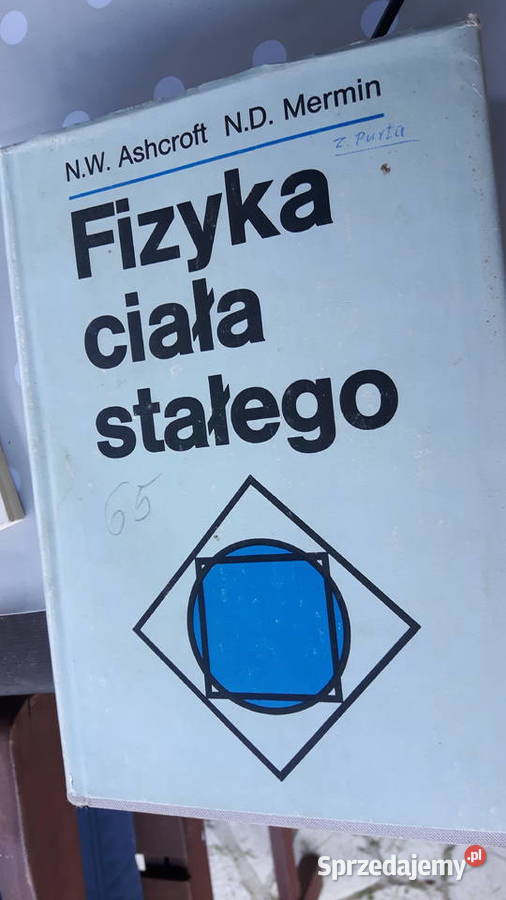 N.W. Ashcroft N.D. Mermin
z. Purta
Fizyka
ciała
stałego
65
Sprzedajemy.pl